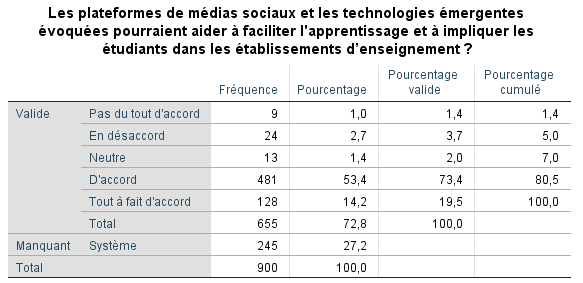 Les plateformes de médias sociaux et les technologies émergentes
évoquées pourraient aider à faciliter l'apprentissage et à impliquer les
étudiants dans les établissements d'enseignement ?
Fréquence Pourcentage Pourcentage valide Pourcentage cumulé
Valide Pas du tout d'accord 9 1,0 1,4 1,4
En désaccord 24 2,7 3,7 5,0
Neutre 13 1,4 2,0 7,0
D'accord 481 53,4 73,4 80,5
Tout à fait d'accord 128 14,2 19,5 100,0
Total 655 72,8 100,0
Manquant Système 245 27,2
Total 900 100,0